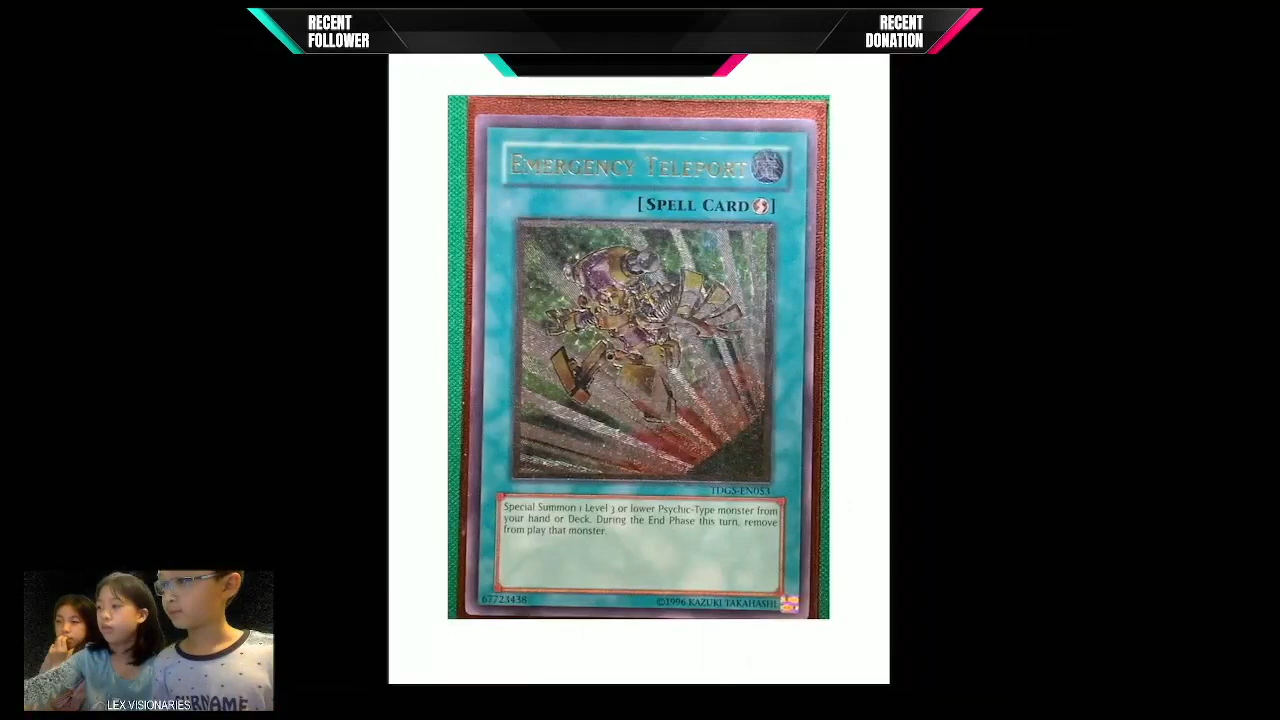 RECENT
FOLLOWER
RECENT
DONATION
EMERGENCY TELEPORT
[SPELL CARD]
TDGS-EN053
Special Summon 1 Level 3 or lower Psychic-Type monster from
your hand or Deck. During the End Phase this turn, remove
from play that monster.
67723438
©1996 KAZUKI TAKAHASHI
LEX VISIONARIES